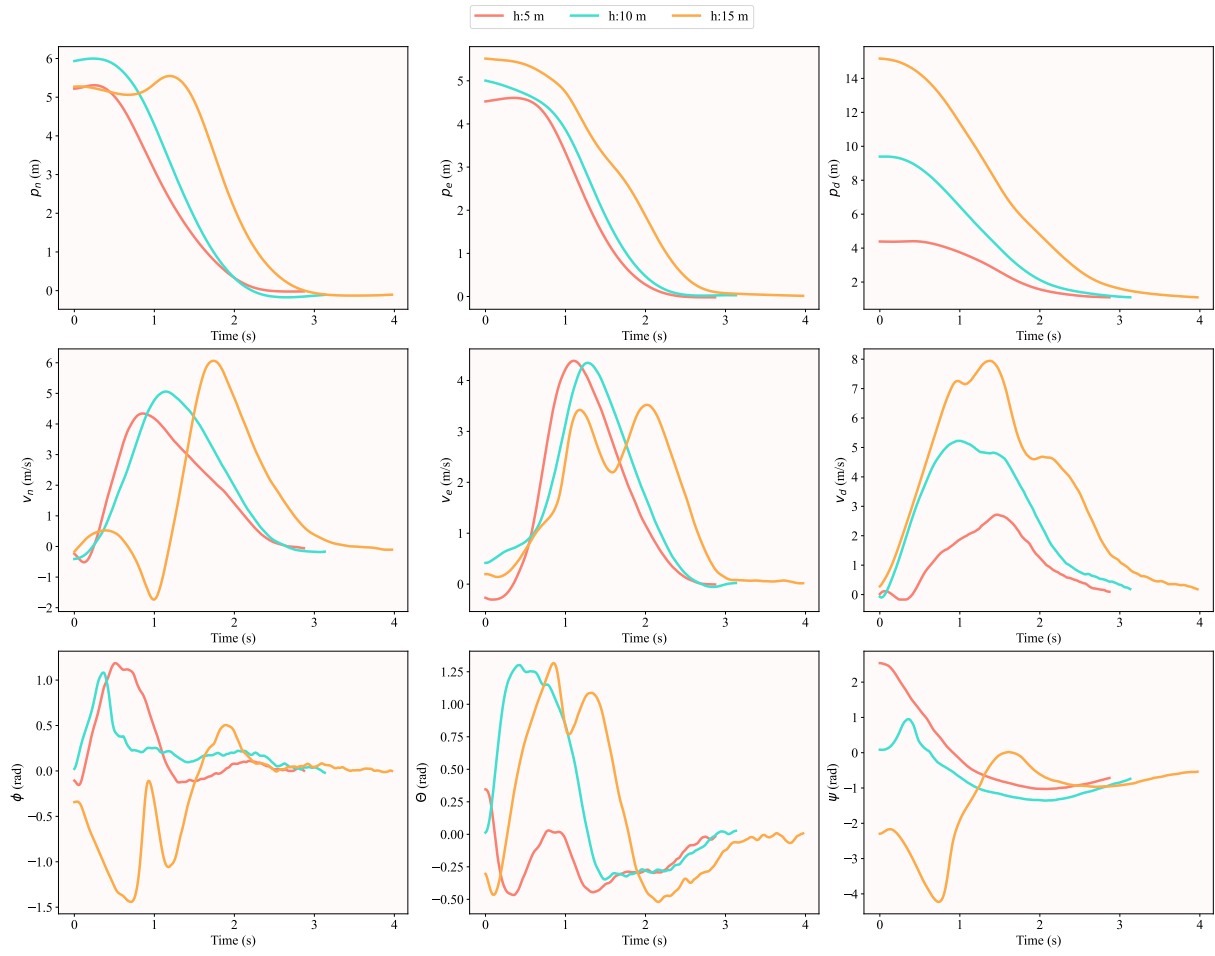 h:5 m h:10 m h:15 m
6
5
4
3
2
1
0
p_n (m)
0 1 2 3 4
Time (s)
5
4
3
2
1
0
p_e (m)
0 1 2 3 4
Time (s)
14
12
10
8
6
4
2
p_d (m)
0 1 2 3 4
Time (s)
6
5
4
3
2
1
0
−1
−2
v_n (m/s)
0 1 2 3 4
Time (s)
4
3
2
1
0
v_e (m/s)
0 1 2 3 4
Time (s)
8
7
6
5
4
3
2
1
0
v_d (m/s)
0 1 2 3 4
Time (s)
1.0
0.5
0.0
−0.5
−1.0
−1.5
ϕ (rad)
0 1 2 3 4
Time (s)
1.25
1.00
0.75
0.50
0.25
0.00
−0.25
−0.50
Θ (rad)
0 1 2 3 4
Time (s)
2
1
0
−1
−2
−3
−4
ψ (rad)
0 1 2 3 4
Time (s)